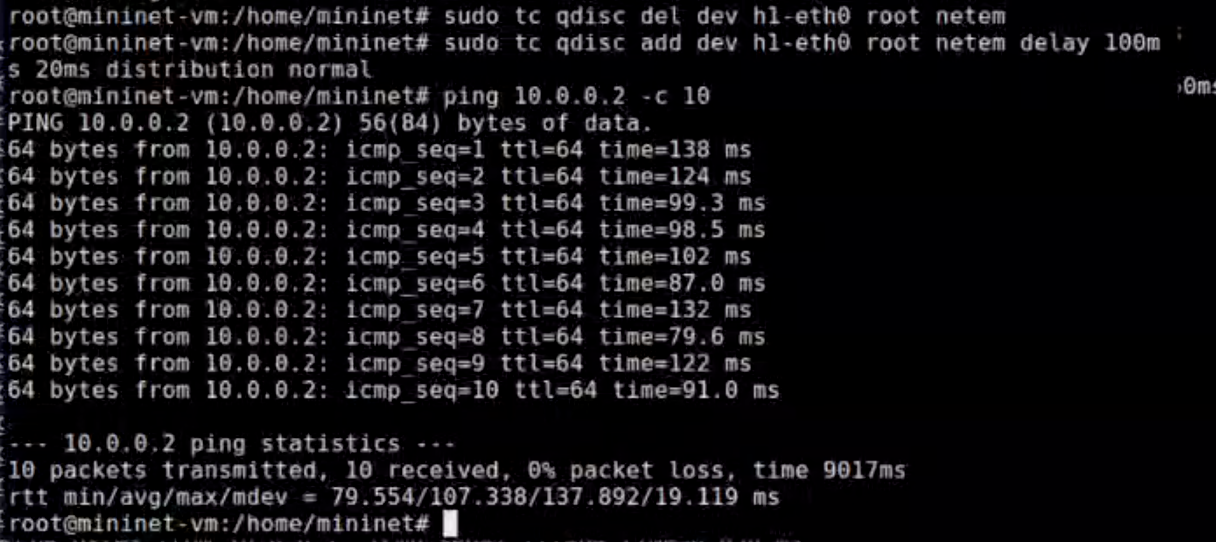 root@mininet-vm:/home/mininet# sudo tc qdisc del dev h1-eth0 root netem
root@mininet-vm:/home/mininet# sudo tc qdisc add dev h1-eth0 root netem delay 100m
s 20ms distribution normal
0ms
root@mininet-vm:/home/mininet# ping 10.0.0.2 -c 10
PING 10.0.0.2 (10.0.0.2) 56(84) bytes of data.
64 bytes from 10.0.0.2: icmp_seq=1 ttl=64 time=138 ms
64 bytes from 10.0.0.2: icmp_seq=2 ttl=64 time=124 ms
64 bytes from 10.0.0.2: icmp_seq=3 ttl=64 time=99.3 ms
64 bytes from 10.0.0.2: icmp_seq=4 ttl=64 time=98.5 ms
64 bytes from 10.0.0.2: icmp_seq=5 ttl=64 time=102 ms
64 bytes from 10.0.0.2: icmp_seq=6 ttl=64 time=87.0 ms
64 bytes from 10.0.0.2: icmp_seq=7 ttl=64 time=132 ms
64 bytes from 10.0.0.2: icmp_seq=8 ttl=64 time=79.6 ms
64 bytes from 10.0.0.2: icmp_seq=9 ttl=64 time=122 ms
64 bytes from 10.0.0.2: icmp_seq=10 ttl=64 time=91.0 ms
--- 10.0.0.2 ping statistics ---
10 packets transmitted, 10 received, 0% packet loss, time 9017ms
rtt min/avg/max/mdev = 79.554/107.338/137.892/19.119 ms
root@mininet-vm:/home/mininet#